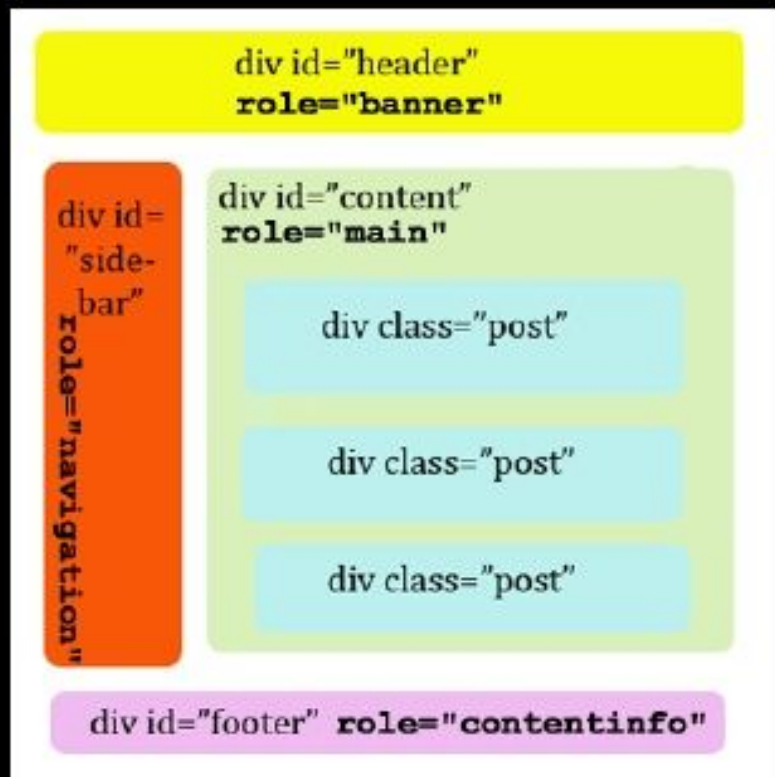 div id="header"
role="banner"
div id=
"side-
bar"
role="navigation"
div id="content"
role="main"
div class="post"
div class="post"
div class="post"
div id="footer" role="contentinfo"